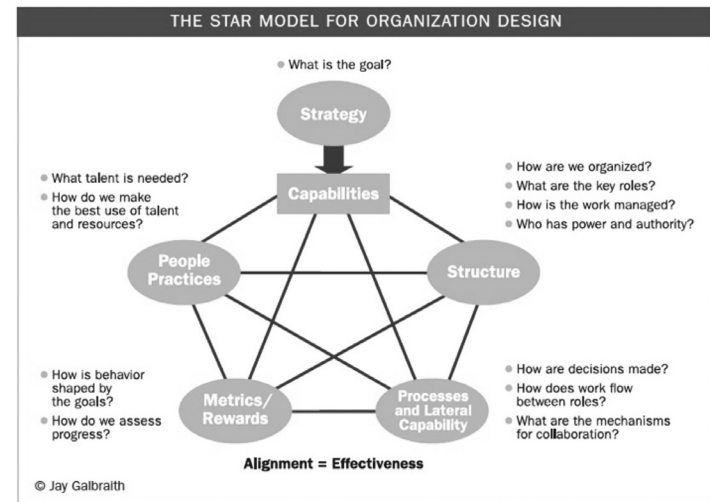 THE STAR MODEL FOR ORGANIZATION DESIGN
What is the goal?
Strategy
What talent is needed?
How do we make
the best use of talent
and resources?
Capabilities
How are we organized?
What are the key roles?
How is the work managed?
Who has power and authority?
People
Practices
Structure
How is behavior
shaped by
the goals?
How do we assess
progress?
Metrics/
Rewards
Processes
and Lateral
Capability
How are decisions made?
How does work flow
between roles?
What are the mechanisms
for collaboration?
Alignment = Effectiveness
© Jay Galbraith